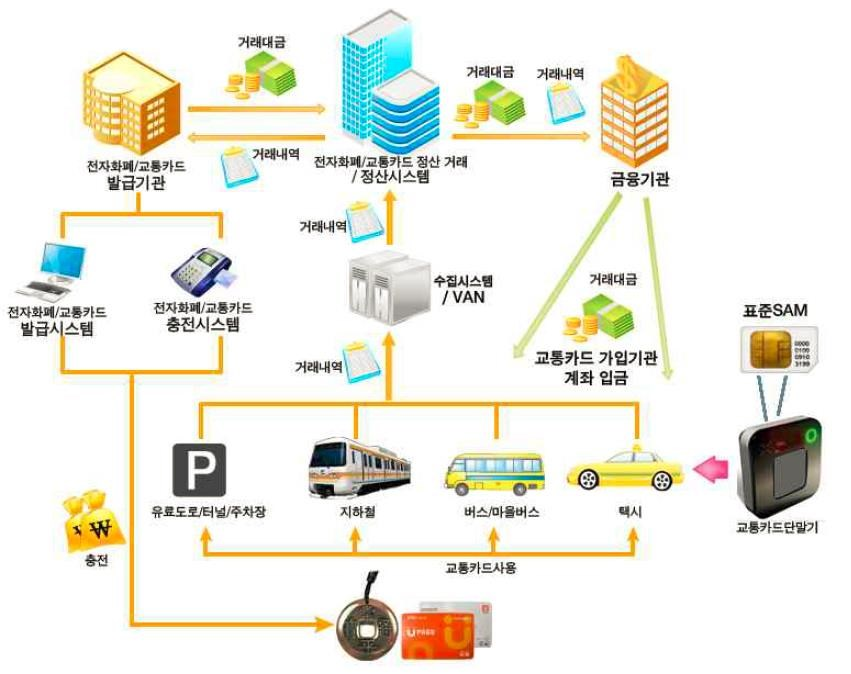 거래대금
거래대금
거래내역
거래내역
전자화폐/교통카드
발급기관
전자화폐/교통카드 정산 거래
/ 정산시스템
금융기관
거래내역
수집시스템
/ VAN
전자화폐/교통카드
발급시스템
전자화폐/교통카드
충전시스템
거래대금
교통카드 가입기관
계좌 입금
표준SAM
거래내역
P
유료도로/터널/주차장
지하철
버스/마을버스
택시
교통카드단말기
₩
충전
교통카드사용
U PASS